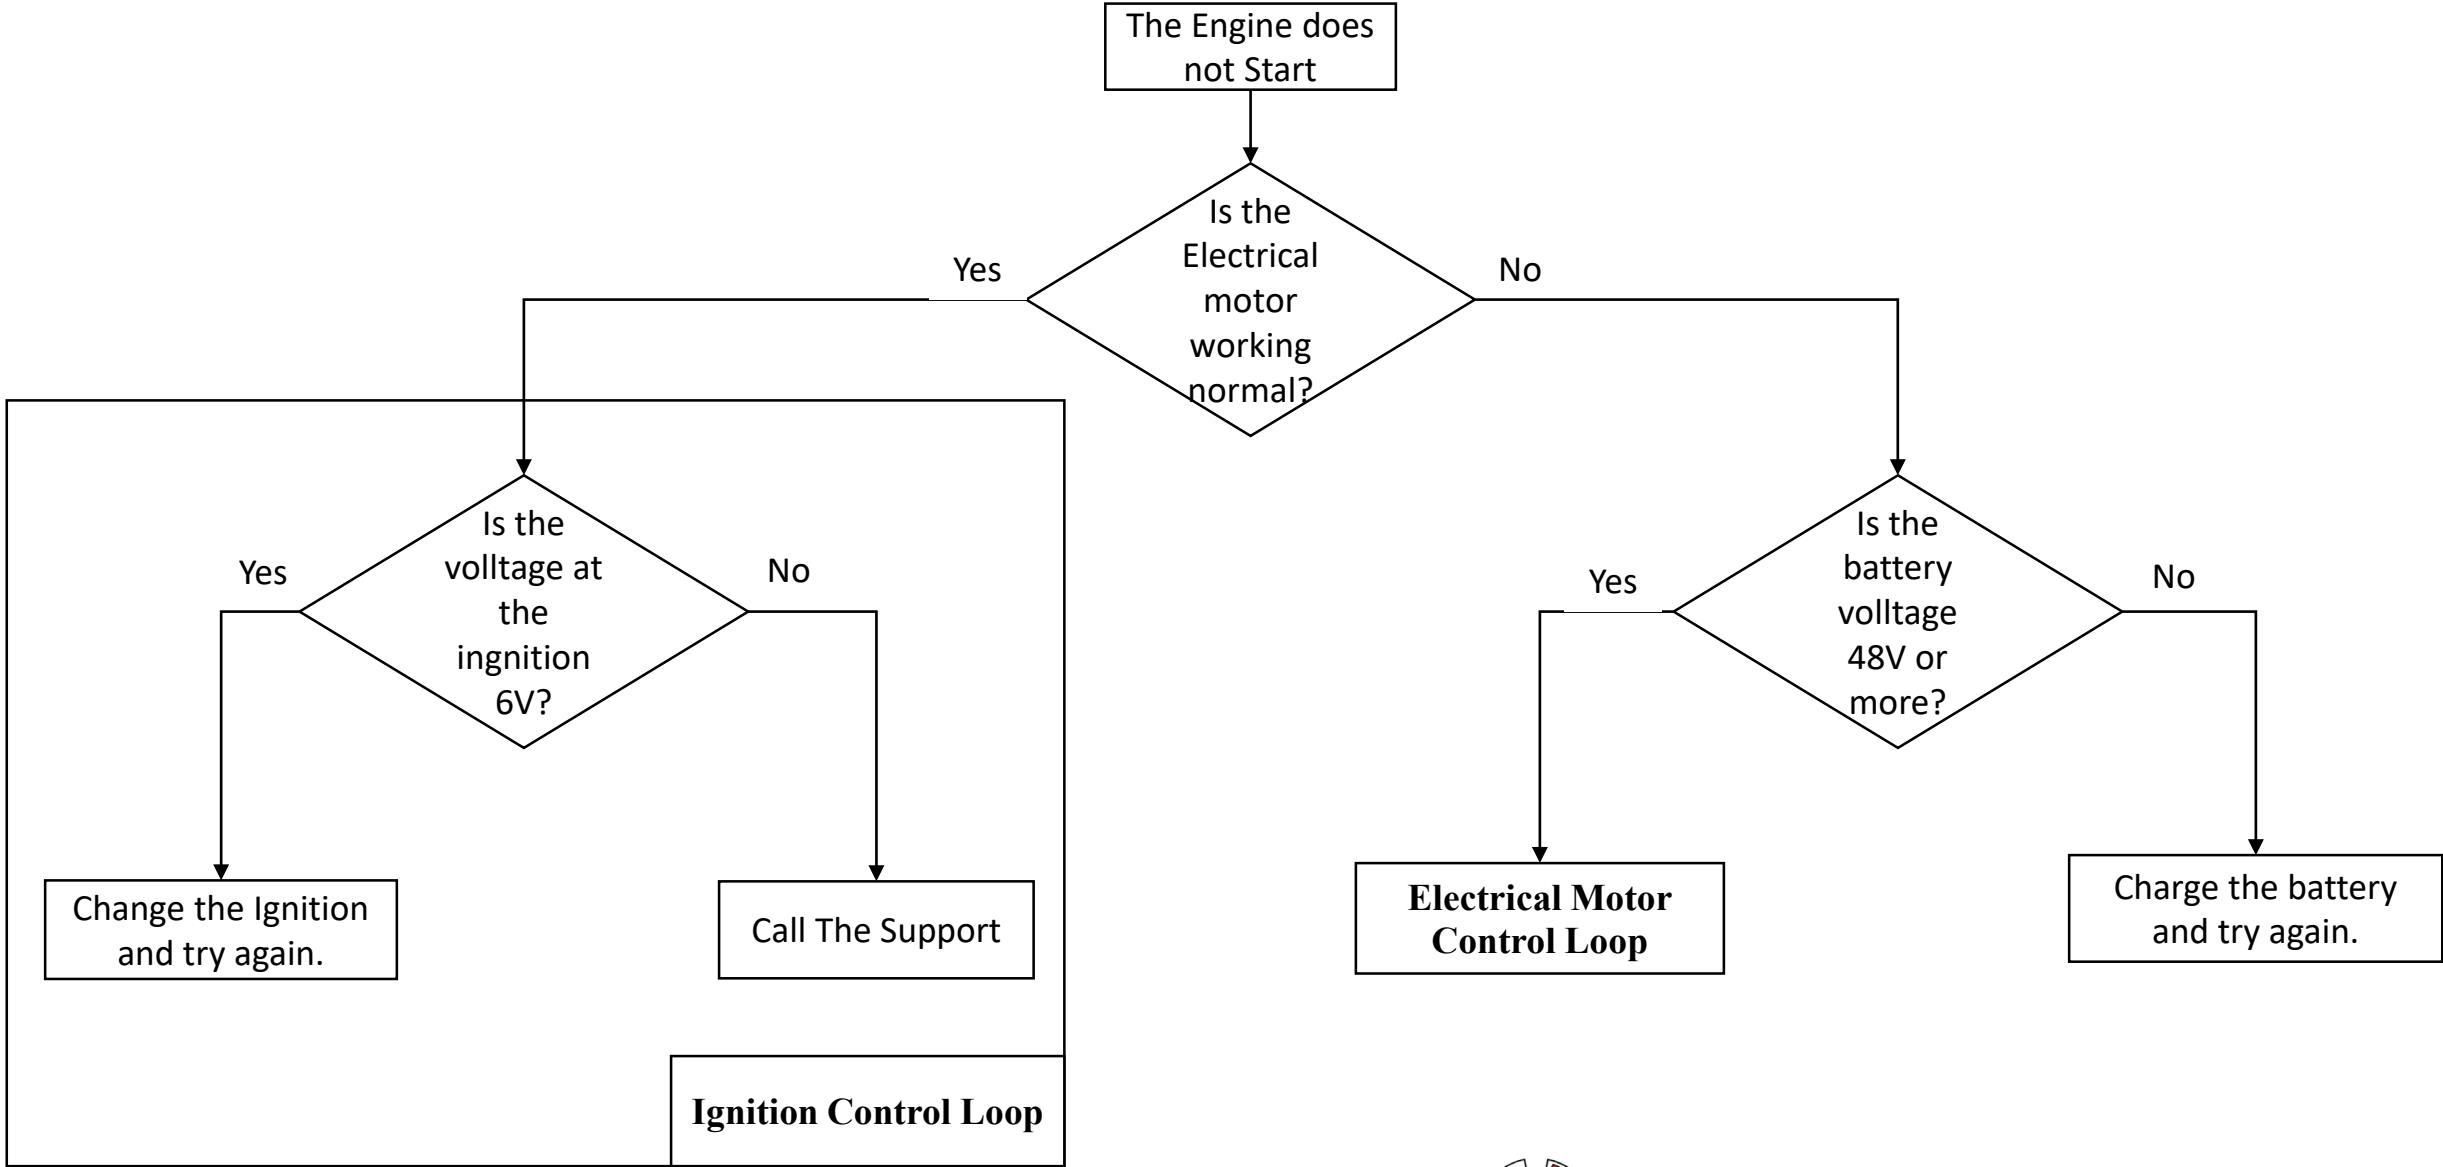 The Engine does
not Start
Is the
Electrical
motor
working
normal?
Yes
No
Is the
volltage at
the
ingnition
6V?
Yes
No
Change the Ignition
and try again.
Call The Support
Ignition Control Loop
Is the
battery
volltage
48V or
more?
Yes
No
Electrical Motor
Control Loop
Charge the battery
and try again.